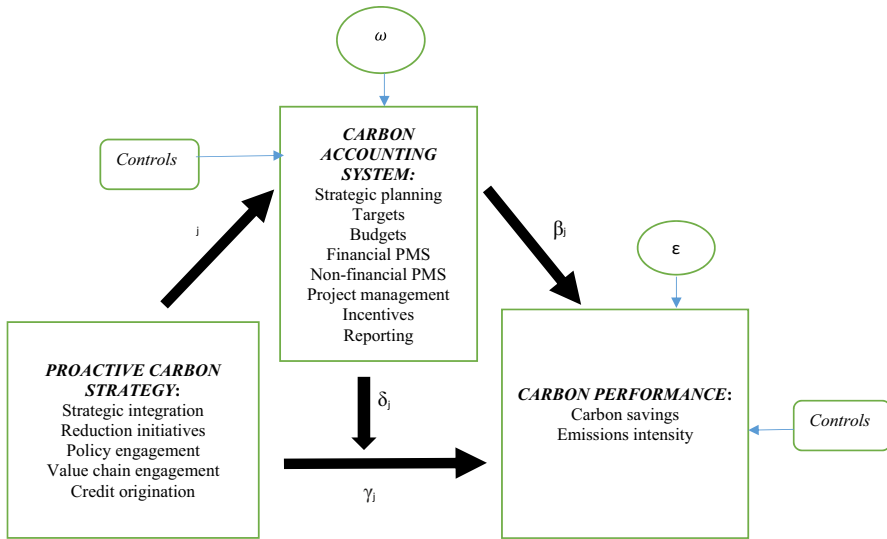 ω
CARBON
ACCOUNTING
SYSTEM:
Strategic planning
Targets
Budgets
Financial PMS
Non-financial PMS
Project management
Incentives
Reporting
Controls
j
βj
ε
PROACTIVE CARBON
STRATEGY:
Strategic integration
Reduction initiatives
Policy engagement
Value chain engagement
Credit origination
δj
γj
CARBON PERFORMANCE:
Carbon savings
Emissions intensity
Controls